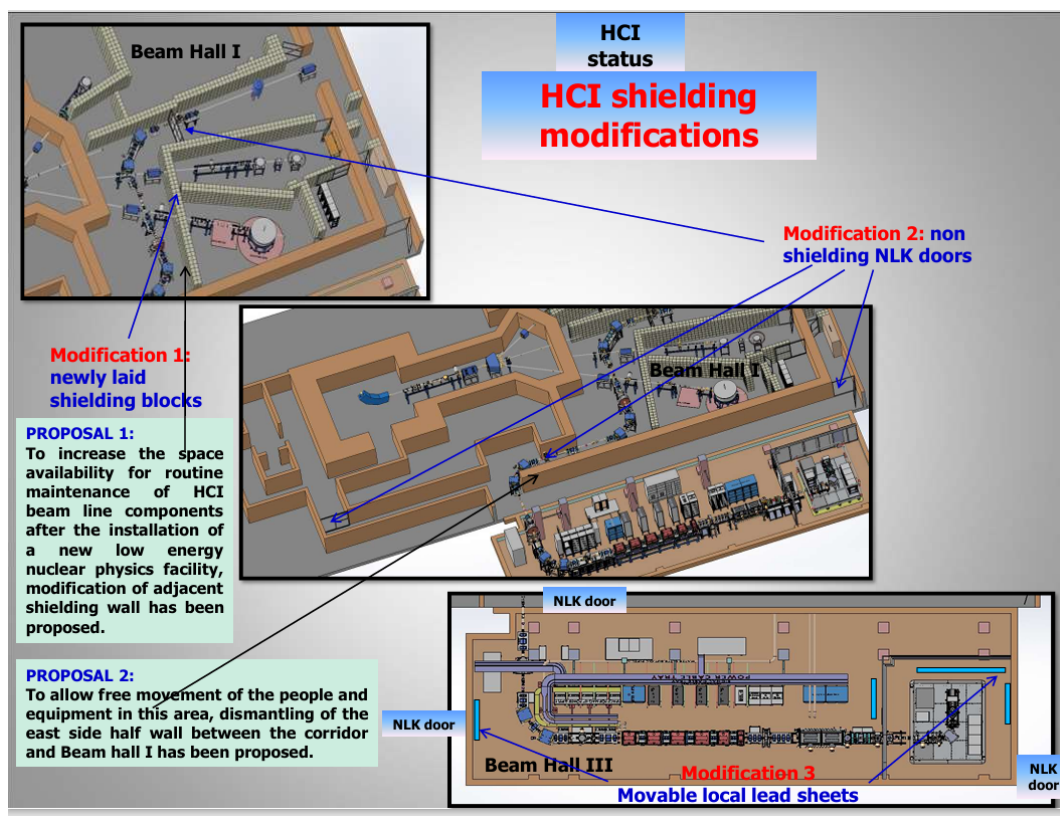 HCI
status
HCI shielding
modifications
Beam Hall I
Modification 2: non
shielding NLK doors
Modification 1:
newly laid
shielding blocks
Beam Hall I
PROPOSAL 1:
To increase the space
availability for routine
maintenance of HCI
beam line components
after the installation of
a new low energy
nuclear physics facility,
modification of adjacent
shielding wall has been
proposed.
PROPOSAL 2:
To allow free movement of the people and
equipment in this area, dismantling of the
east side half wall between the corridor
and Beam hall I has been proposed.
NLK door
POWER CABLE TRAY
NLK door
Beam Hall III
Modification 3
Movable local lead sheets
NLK
door